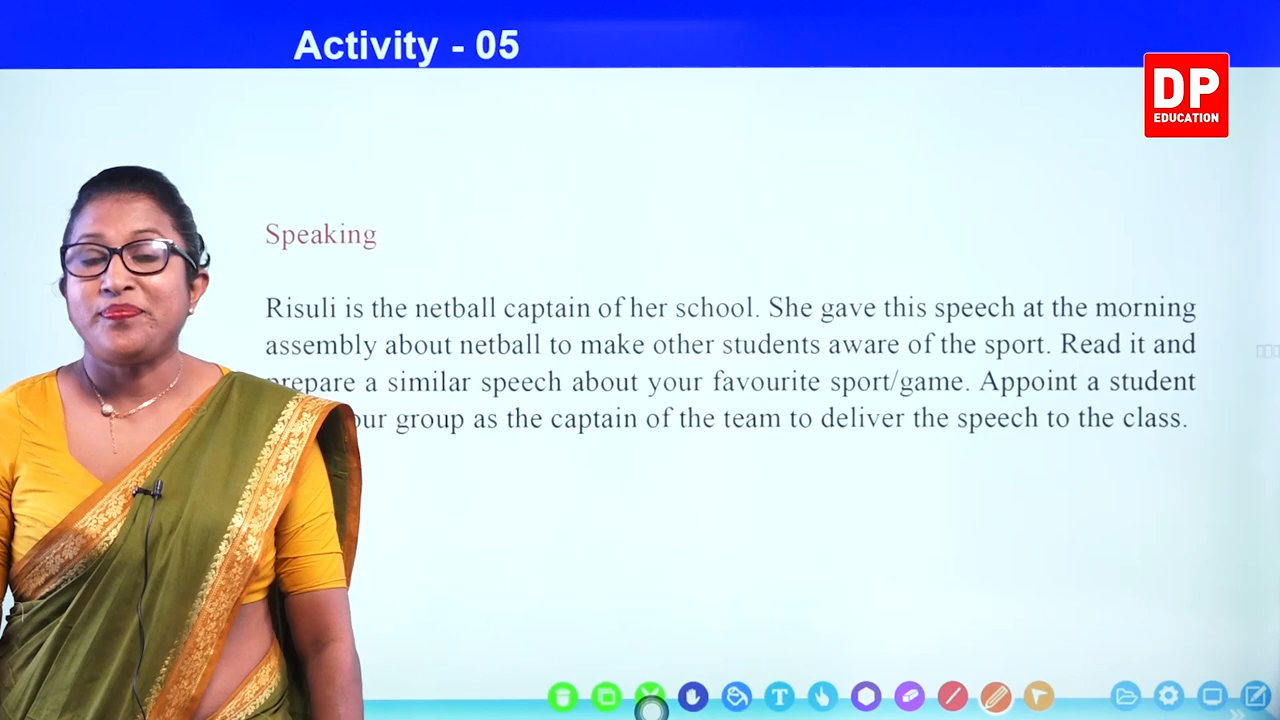 Activity - 05
DP
EDUCATION
Speaking
Risuli is the netball captain of her school. She gave this speech at the morning
assembly about netball to make other students aware of the sport. Read it and
prepare a similar speech about your favourite sport/game. Appoint a student
group as the captain of the team to deliver the speech to the class.
T